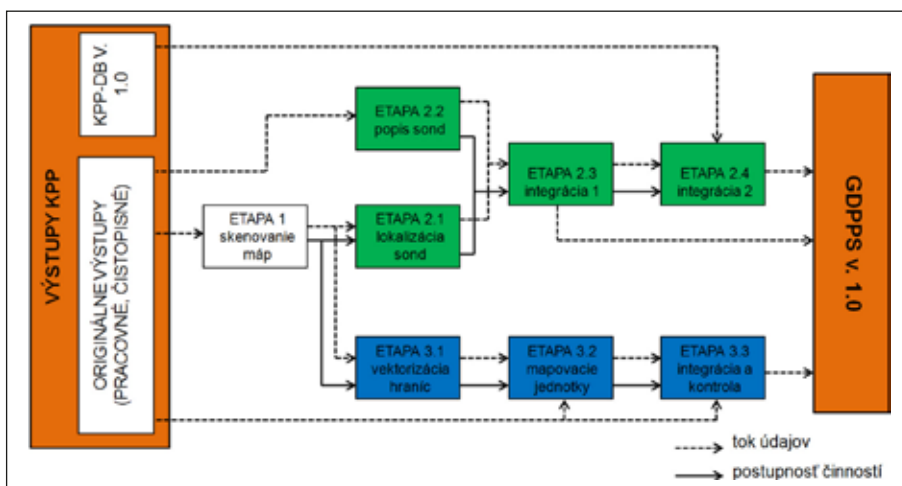 VÝSTUPY KPP
KPP-DB V.
1.0
ORIGINÁLNE VÝSTUPY
(PRACOVNÉ, ČISTOPISNÉ)
ETAPA 1
skenovanie
máp
ETAPA 2.2
popis sond
ETAPA 2.1
lokalizácia
sond
ETAPA 2.3
integrácia 1
ETAPA 2.4
integrácia 2
ETAPA 3.1
vektorizácia
hraníc
ETAPA 3.2
mapovacie
jednotky
ETAPA 3.3
integrácia a
kontrola
GDPPS v. 1.0
tok údajov
postupnosť činností